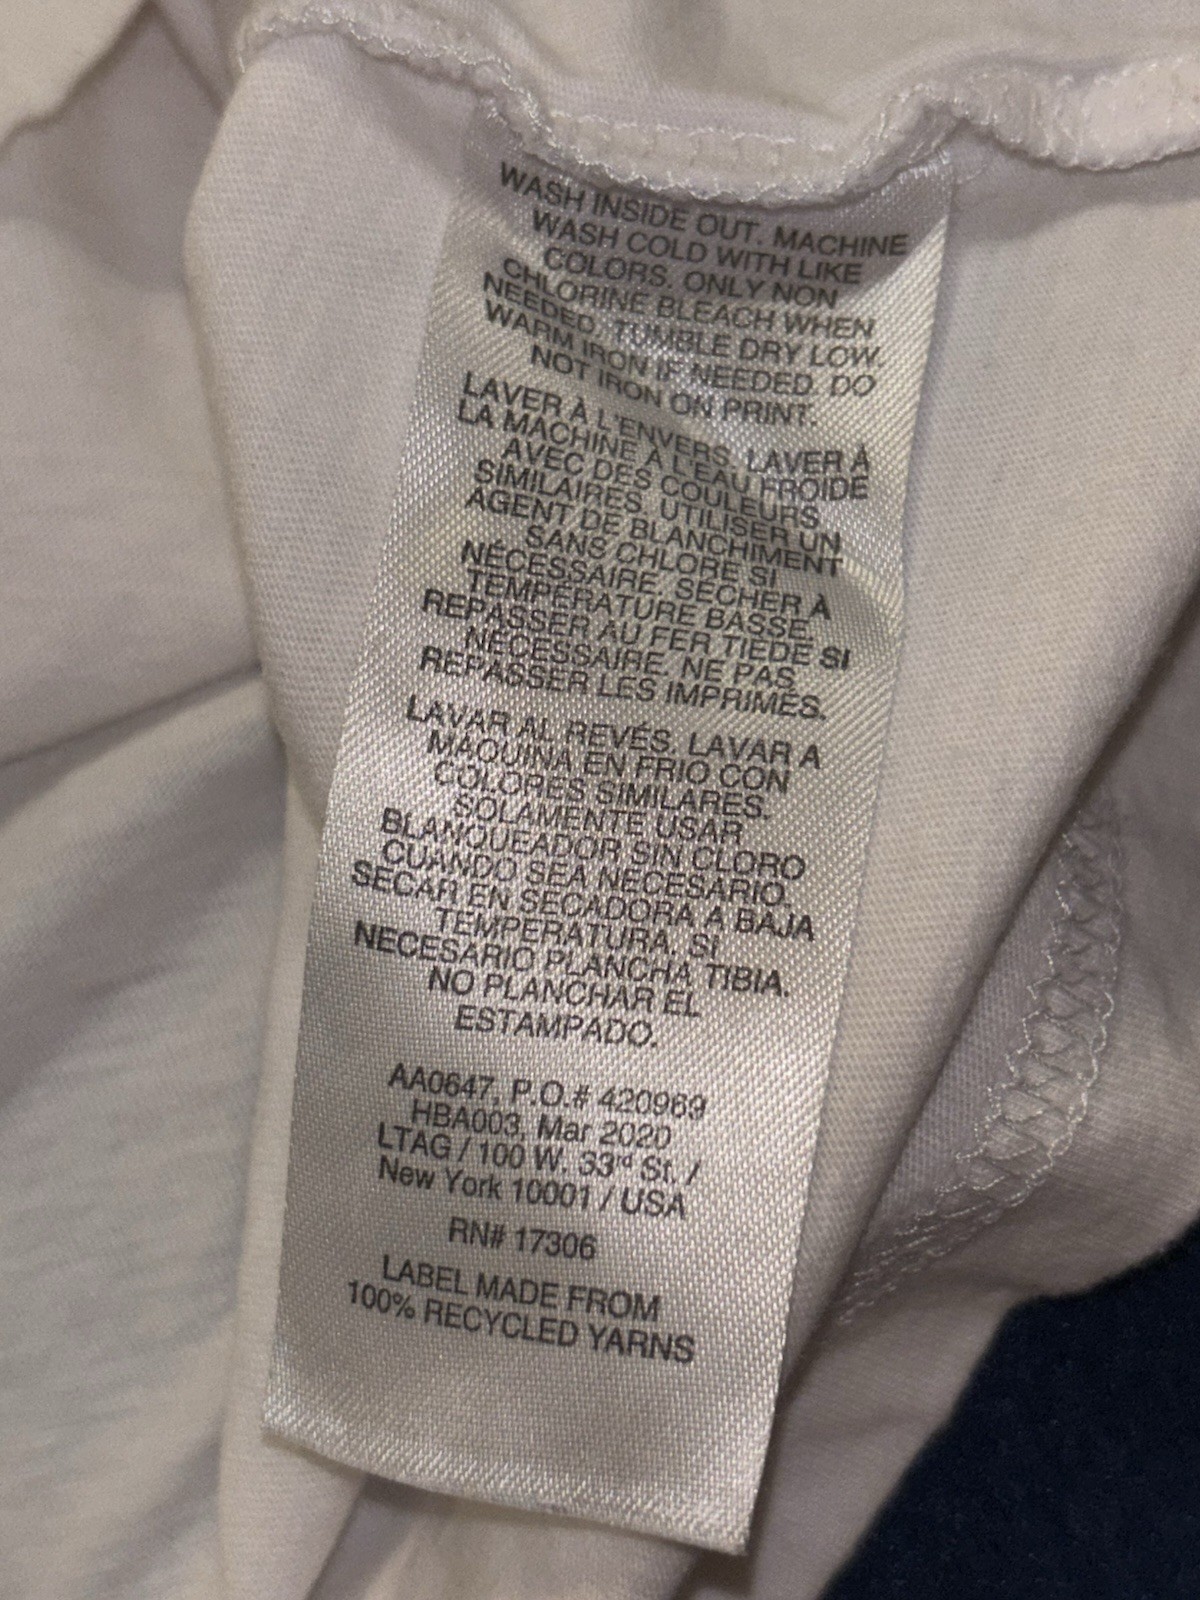 WASH INSIDE OUT. MACHINE
WASH COLD WITH LIKE
COLORS. ONLY NON
CHLORINE BLEACH WHEN
NEEDED. TUMBLE DRY LOW.
WARM IRON IF NEEDED. DO
NOT IRON ON PRINT.
LAVER À L'ENVERS. LAVER À
LA MACHINE À L'EAU FROIDE
AVEC DES COULEURS
SIMILAIRES. UTILISER UN
AGENT DE BLANCHIMENT
SANS CHLORE SI
NÉCESSAIRE. SÉCHER À
TEMPÉRATURE BASSE.
REPASSER AU FER TIEDE SI
NÉCESSAIRE. NE PAS
REPASSER LES IMPRIMÉS.
LAVAR AL REVÉS. LAVAR A
MAQUINA EN FRIO CON
COLORES SIMILARES.
SOLAMENTE USAR
BLANQUEADOR SIN CLORO
CUANDO SEA NECESARIO.
SECAR EN SECADORA A BAJA
TEMPERATURA, SI
NECESARIO PLANCHA TIBIA.
NO PLANCHAR EL
ESTAMPADO.
AA0647, P.O.# 420969
HBA003, Mar 2020
LTAG / 100 W. 33rd St. /
New York 10001 / USA
RN# 17306
LABEL MADE FROM
100% RECYCLED YARNS